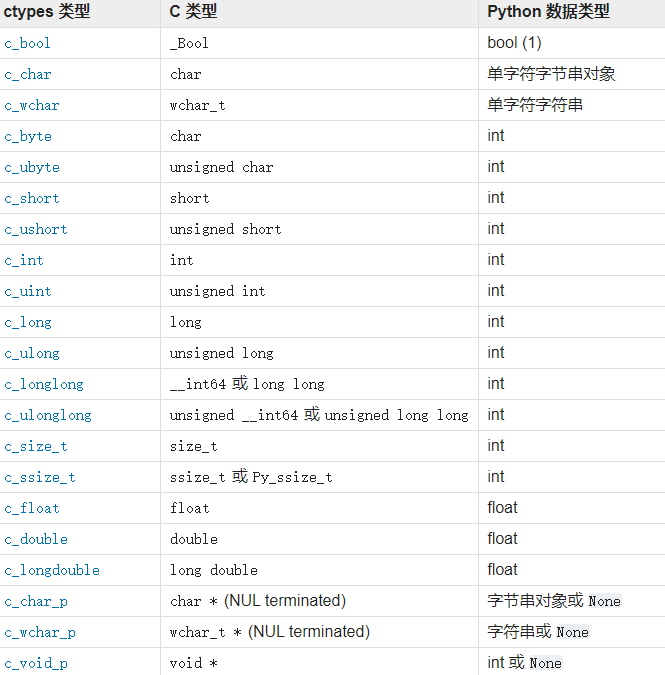 ctypes 类型 C 类型 Python 数据类型
c_bool _Bool bool (1)
c_char char 单字符字节串对象
c_wchar wchar_t 单字符字符串
c_byte char int
c_ubyte unsigned char int
c_short short int
c_ushort unsigned short int
c_int int int
c_uint unsigned int int
c_long long int
c_ulong unsigned long int
c_longlong __int64 或 long long int
c_ulonglong unsigned __int64 或 unsigned long long int
c_size_t size_t int
c_ssize_t ssize_t 或 Py_ssize_t int
c_float float float
c_double double float
c_longdouble long double float
c_char_p char * (NUL terminated) 字节串对象或 None
c_wchar_p wchar_t * (NUL terminated) 字符串或 None
c_void_p void * int 或 None